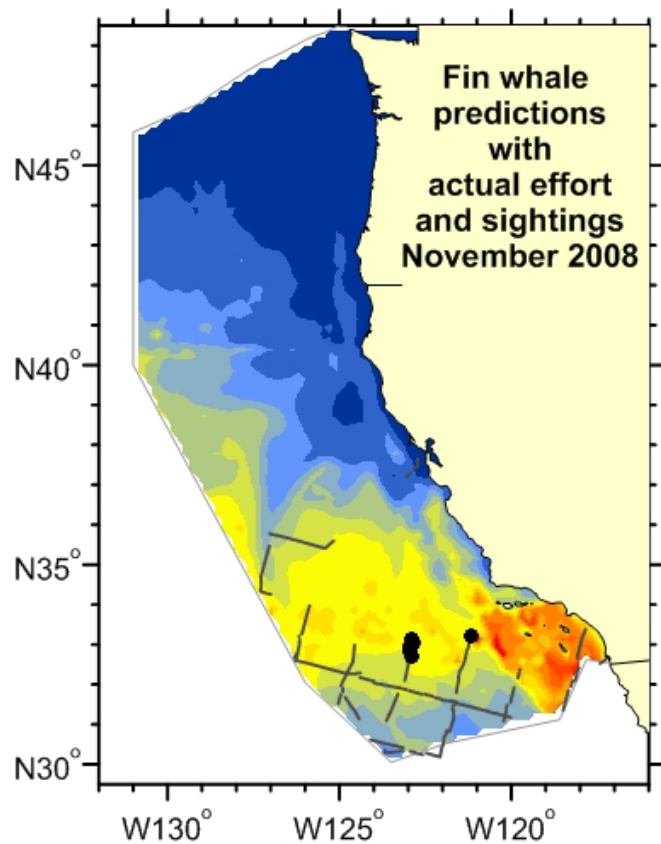 Fin whale
predictions
with
actual effort
and sightings
November 2008
N45°
N40°
N35°
N30°
W130° W125° W120°